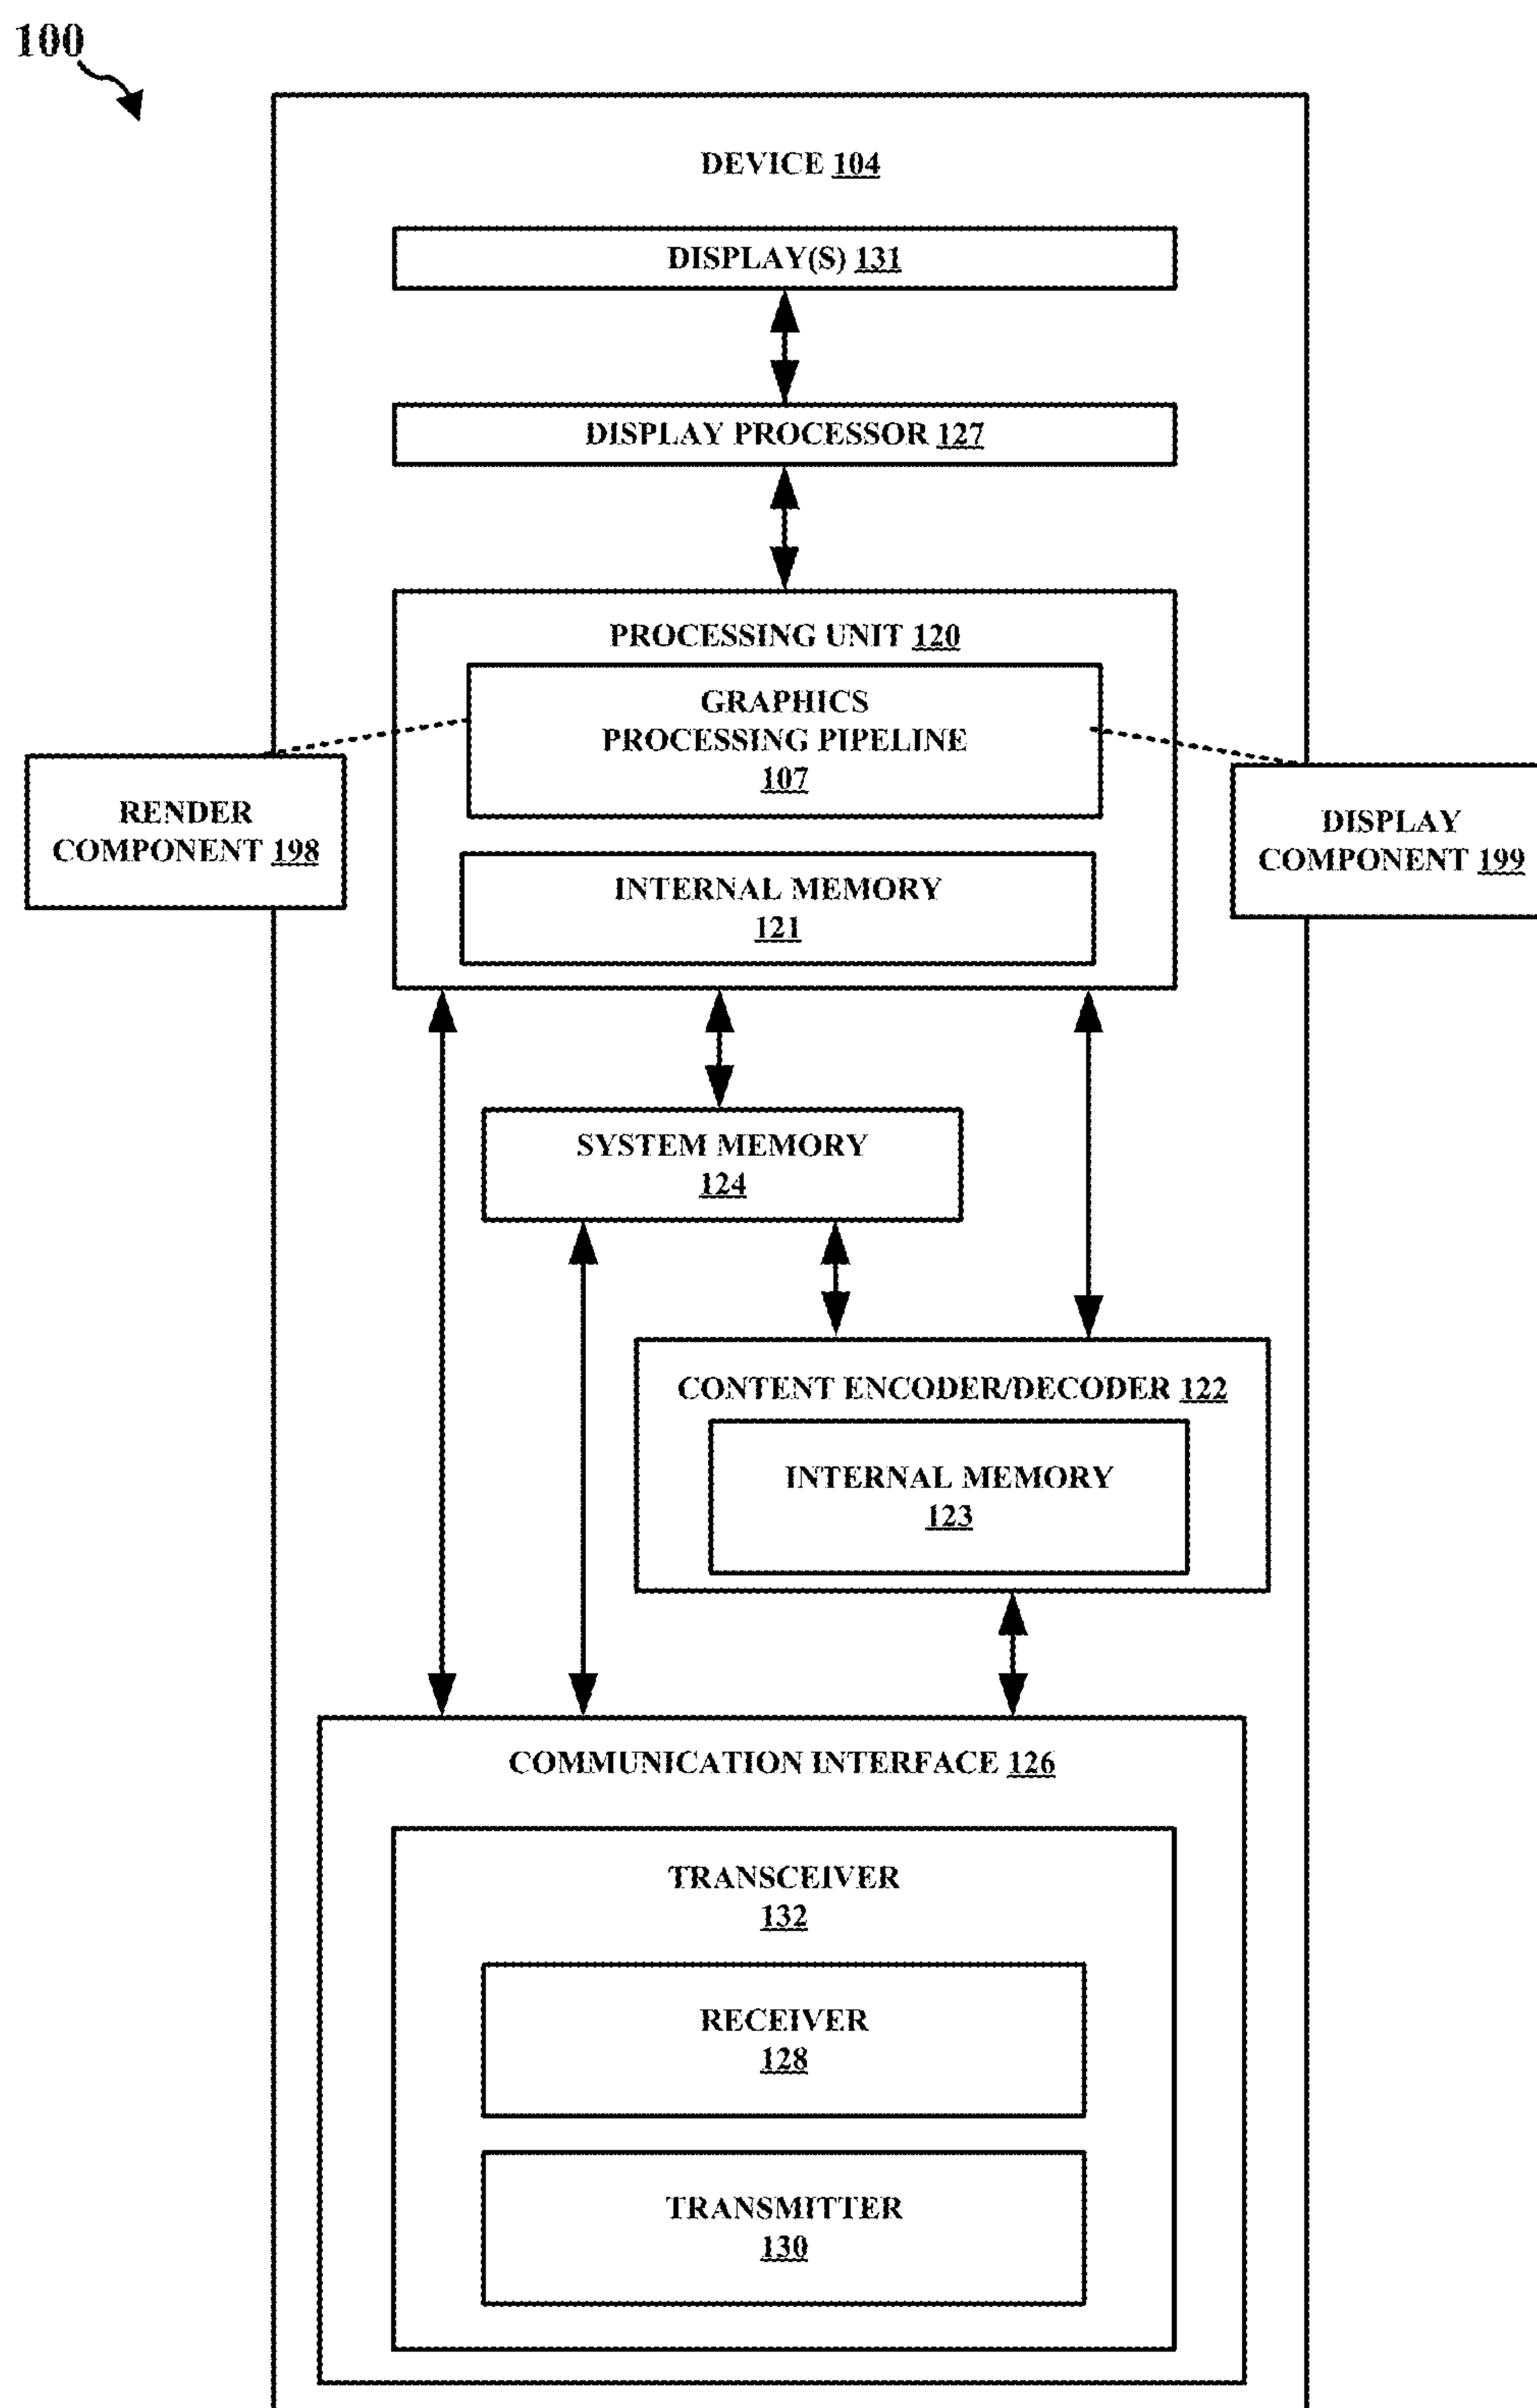 100
DEVICE 104
DISPLAY(S) 131
DISPLAY PROCESSOR 127
PROCESSING UNIT 120
GRAPHICS
PROCESSING PIPELINE
107
RENDER
COMPONENT 198
DISPLAY
COMPONENT 199
INTERNAL MEMORY
121
SYSTEM MEMORY
124
CONTENT ENCODER/DECODER 122
INTERNAL MEMORY
123
COMMUNICATION INTERFACE 126
TRANSCEIVER
132
RECEIVER
128
TRANSMITTER
130